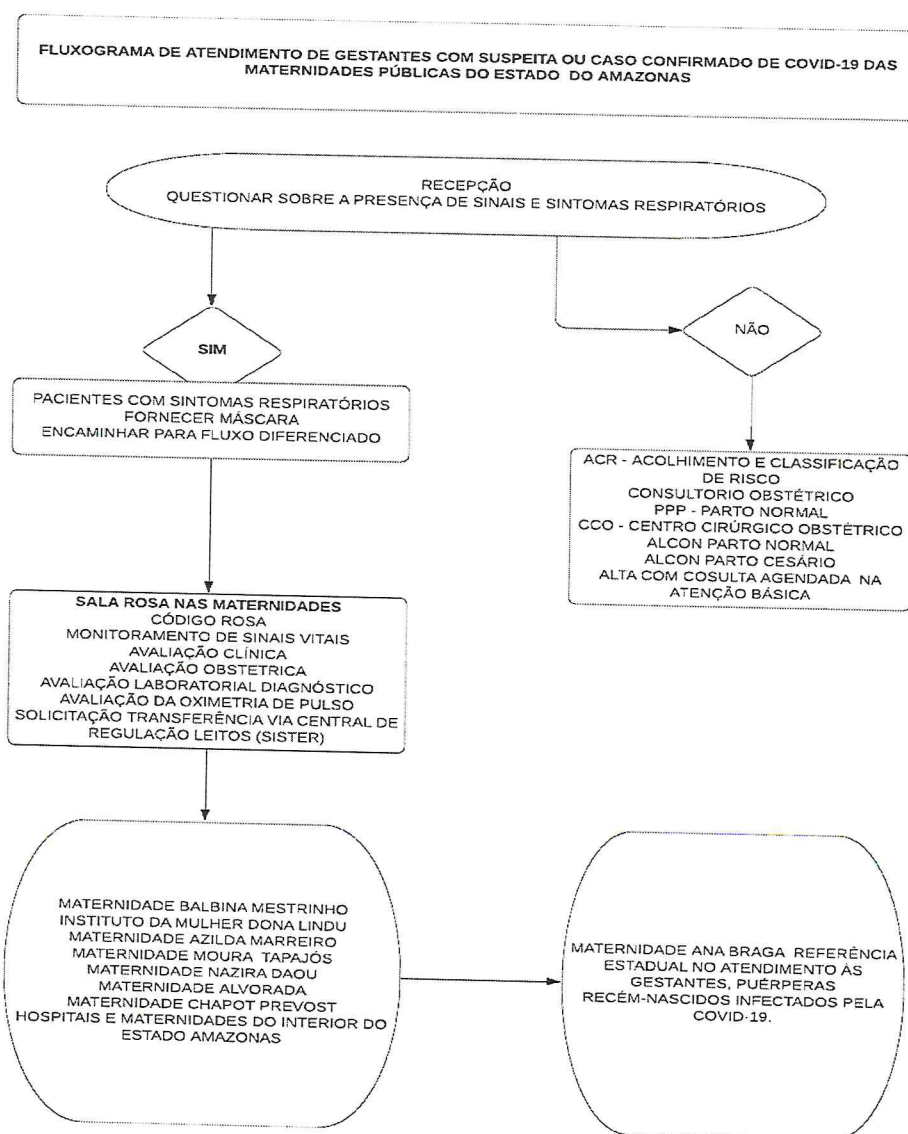 FLUXOGRAMA DE ATENDIMENTO DE GESTANTES COM SUSPEITA OU CASO CONFIRMADO DE COVID-19 DAS
MATERNIDADES PÚBLICAS DO ESTADO DO AMAZONAS
RECEPÇÃO
QUESTIONAR SOBRE A PRESENÇA DE SINAIS E SINTOMAS RESPIRATÓRIOS
SIM
NÃO
PACIENTES COM SINTOMAS RESPIRATÓRIOS
FORNECER MÁSCARA
ENCAMINHAR PARA FLUXO DIFERENCIADO
ACR - ACOLHIMENTO E CLASSIFICAÇÃO
DE RISCO
CONSULTORIO OBSTÉTRICO
PPP - PARTO NORMAL
CCO - CENTRO CIRÚRGICO OBSTÉTRICO
ALCON PARTO NORMAL
ALCON PARTO CESÁRIO
ALTA COM COSULTA AGENDADA NA
ATENÇÃO BÁSICA
SALA ROSA NAS MATERNIDADES
CÓDIGO ROSA
MONITORAMENTO DE SINAIS VITAIS
AVALIAÇÃO CLÍNICA
AVALIAÇÃO OBSTETRICA
AVALIAÇÃO LABORATORIAL DIAGNÓSTICO
AVALIAÇÃO DA OXIMETRIA DE PULSO
SOLICITAÇÃO TRANSFERÊNCIA VIA CENTRAL DE
REGULAÇÃO LEITOS (SISTER)
MATERNIDADE BALBINA MESTRINHO
INSTITUTO DA MULHER DONA LINDU
MATERNIDADE AZILDA MARREIRO
MATERNIDADE MOURA TAPAJÓS
MATERNIDADE NAZIRA DAOU
MATERNIDADE ALVORADA
MATERNIDADE CHAPOT PREVOST
HOSPITAIS E MATERNIDADES DO INTERIOR DO
ESTADO AMAZONAS
MATERNIDADE ANA BRAGA REFERÊNCIA
ESTADUAL NO ATENDIMENTO ÀS
GESTANTES, PUÉRPERAS
RECÉM-NASCIDOS INFECTADOS PELA
COVID-19.